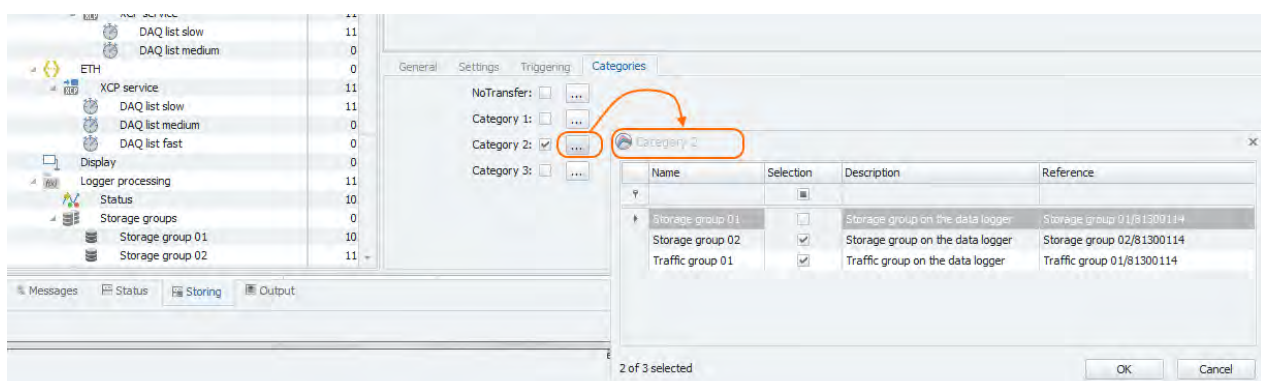 XCP service 11
DAQ list slow 11
DAQ list medium 0
ETH 0
XCP service 11
DAQ list slow 11
DAQ list medium 0
DAQ list fast 0
Display 0
Logger processing 11
Status 10
Storage groups 0
Storage group 01 10
Storage group 02 11
General Settings Triggering Categories
NoTransfer: ...
Category 1: ...
Category 2: ...
Category 3: ...
Category 2
Name Selection Description Reference
Storage group 01 Storage group on the data logger Storage group 01/81300114
Storage group 02 Storage group on the data logger Storage group 02/81300114
Traffic group 01 Traffic group on the data logger Traffic group 01/81300114
2 of 3 selected OK Cancel
Messages Status Storing Output